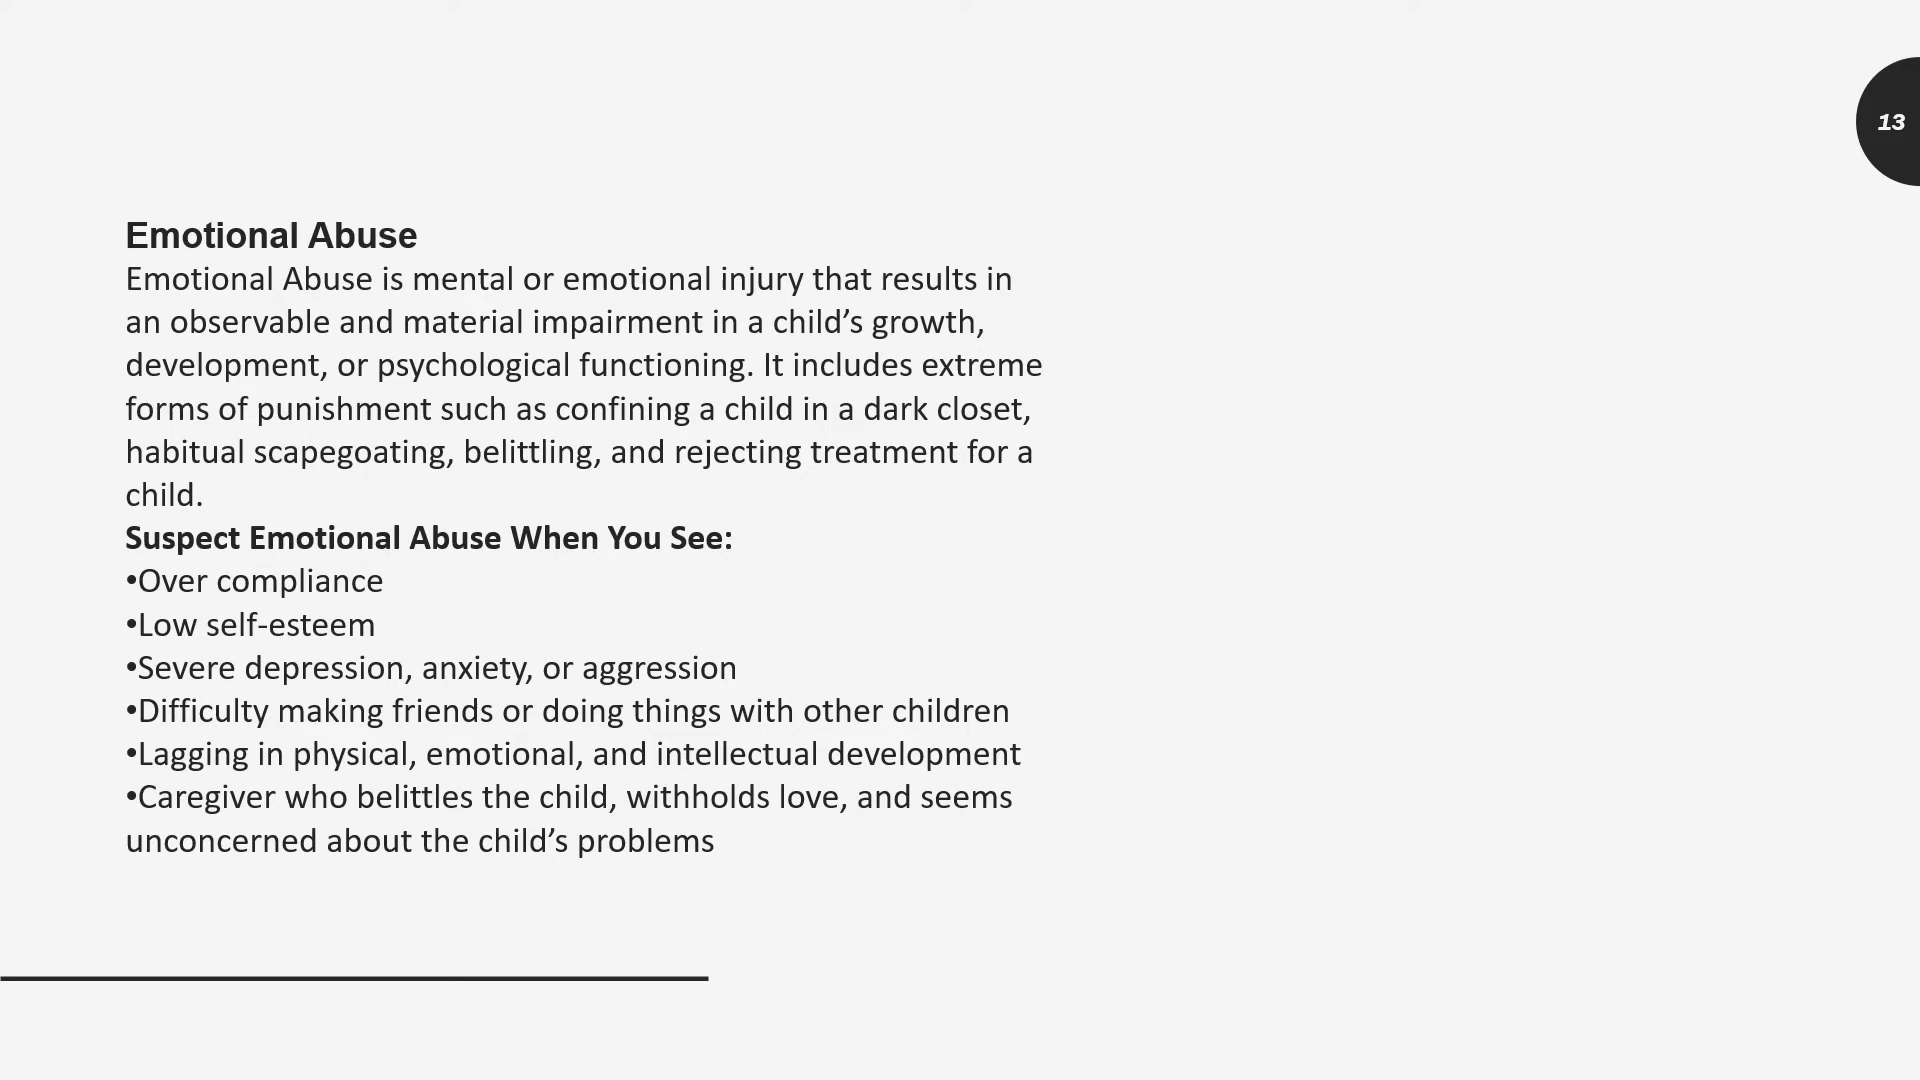 13
Emotional Abuse
Emotional Abuse is mental or emotional injury that results in
an observable and material impairment in a child’s growth,
development, or psychological functioning. It includes extreme
forms of punishment such as confining a child in a dark closet,
habitual scapegoating, belittling, and rejecting treatment for a
child.
Suspect Emotional Abuse When You See:
•Over compliance
•Low self-esteem
•Severe depression, anxiety, or aggression
•Difficulty making friends or doing things with other children
•Lagging in physical, emotional, and intellectual development
•Caregiver who belittles the child, withholds love, and seems
unconcerned about the child’s problems